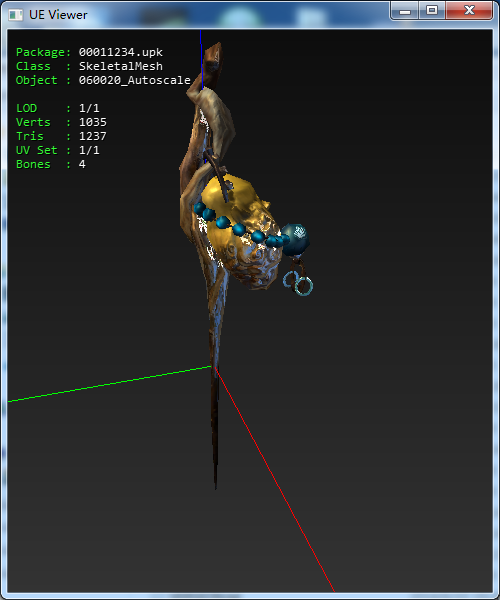 UE Viewer
Package: 00011234.upk
Class : SkeletalMesh
Object : 060020_Autoscale
LOD : 1/1
Verts : 1035
Tris : 1237
UV Set : 1/1
Bones : 4